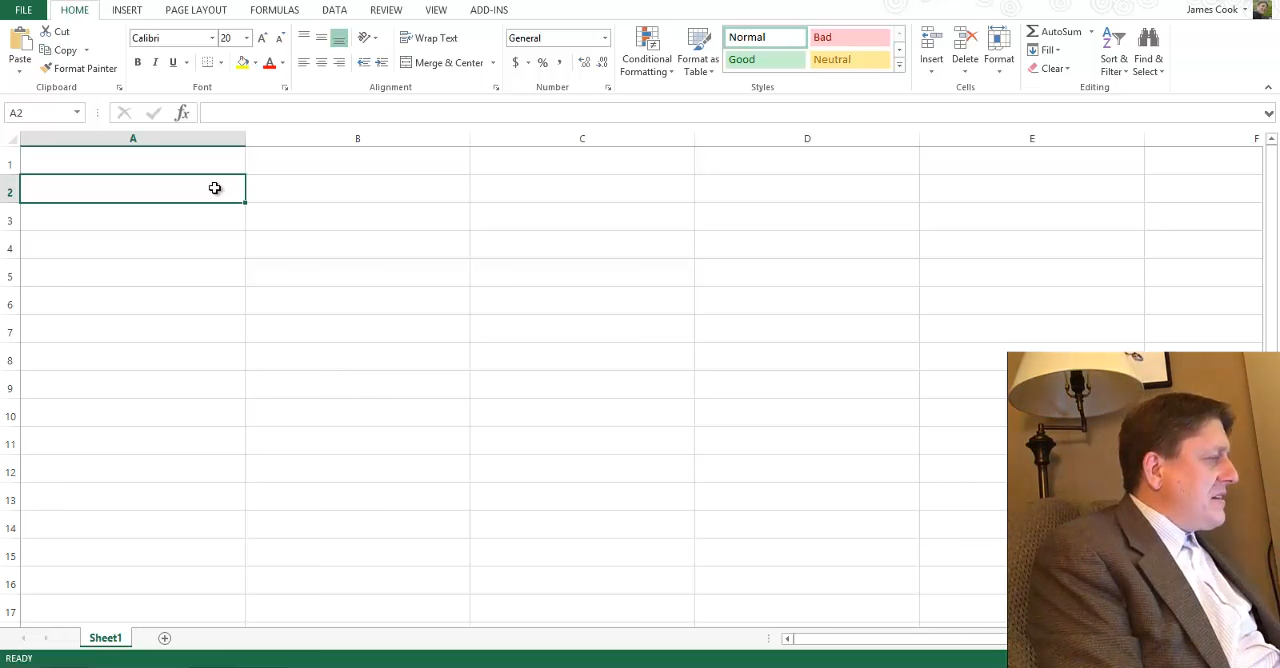 FILE HOME INSERT PAGE LAYOUT FORMULAS DATA REVIEW VIEW ADD-INS James Cook
Cut
Copy
Format Painter
Paste
Clipboard
Calibri 20 A A
B I U A
Font
Wrap Text
Merge & Center
Alignment
General
$ % ,
Number
Conditional Formatting
Format as Table
Normal Bad
Good Neutral
Styles
Insert Delete Format
Cells
AutoSum
Fill
Clear
Sort & Filter
Find & Select
Editing
A2 fx
A B C D E F
1
2
3
4
5
6
7
8
9
10
11
12
13
14
15
16
17
Sheet1
READY